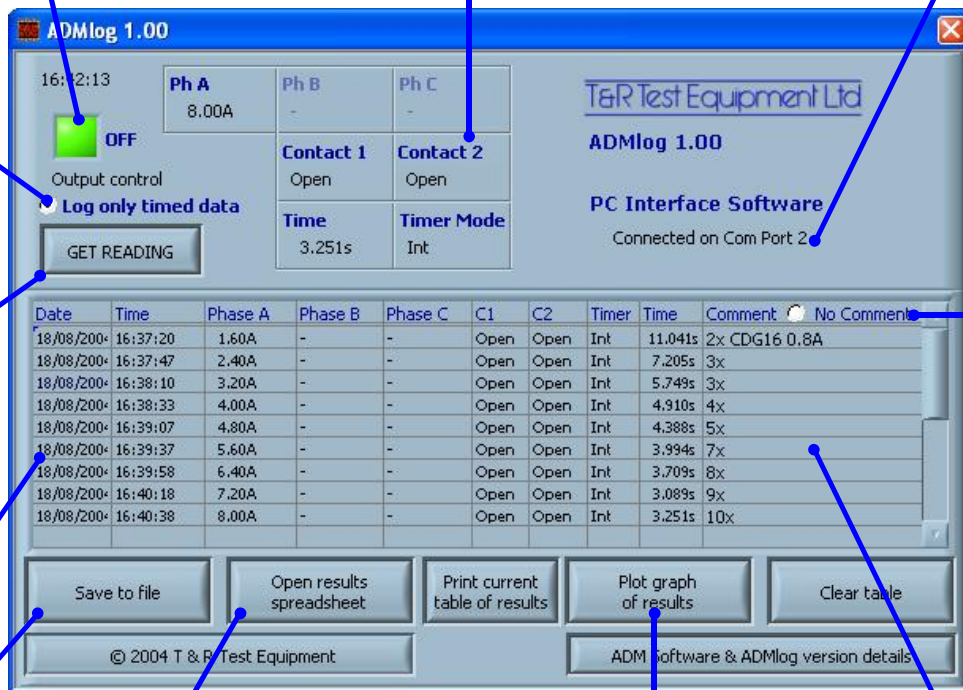 ADMlog 1.00
16:42:13
Ph A
Ph B
Ph C
8.00A
-
-
OFF
Contact 1
Contact 2
Open
Open
Output control
Log only timed data
Time
Timer Mode
3.251s
Int
GET READING
T&R Test Equipment Ltd
ADMlog 1.00
PC Interface Software
Connected on Com Port 2
Date Time Phase A Phase B Phase C C1 C2 Timer Time Comment No Comments
18/08/200 16:37:20 1.60A - - Open Open Int 11.041s 2x CDG16 0.8A
18/08/200 16:37:47 2.40A - - Open Open Int 7.205s 3x
18/08/200 16:38:10 3.20A - - Open Open Int 5.749s 3x
18/08/200 16:38:33 4.00A - - Open Open Int 4.910s 4x
18/08/200 16:39:07 4.80A - - Open Open Int 4.388s 5x
18/08/200 16:39:37 5.60A - - Open Open Int 3.994s 7x
18/08/200 16:39:58 6.40A - - Open Open Int 3.709s 8x
18/08/200 16:40:18 7.20A - - Open Open Int 3.089s 9x
18/08/200 16:40:38 8.00A - - Open Open Int 3.251s 10x
Save to file
Open results
spreadsheet
Print current
table of results
Plot graph
of results
Clear table
© 2004 T & R Test Equipment
ADM Software & ADMlog version details